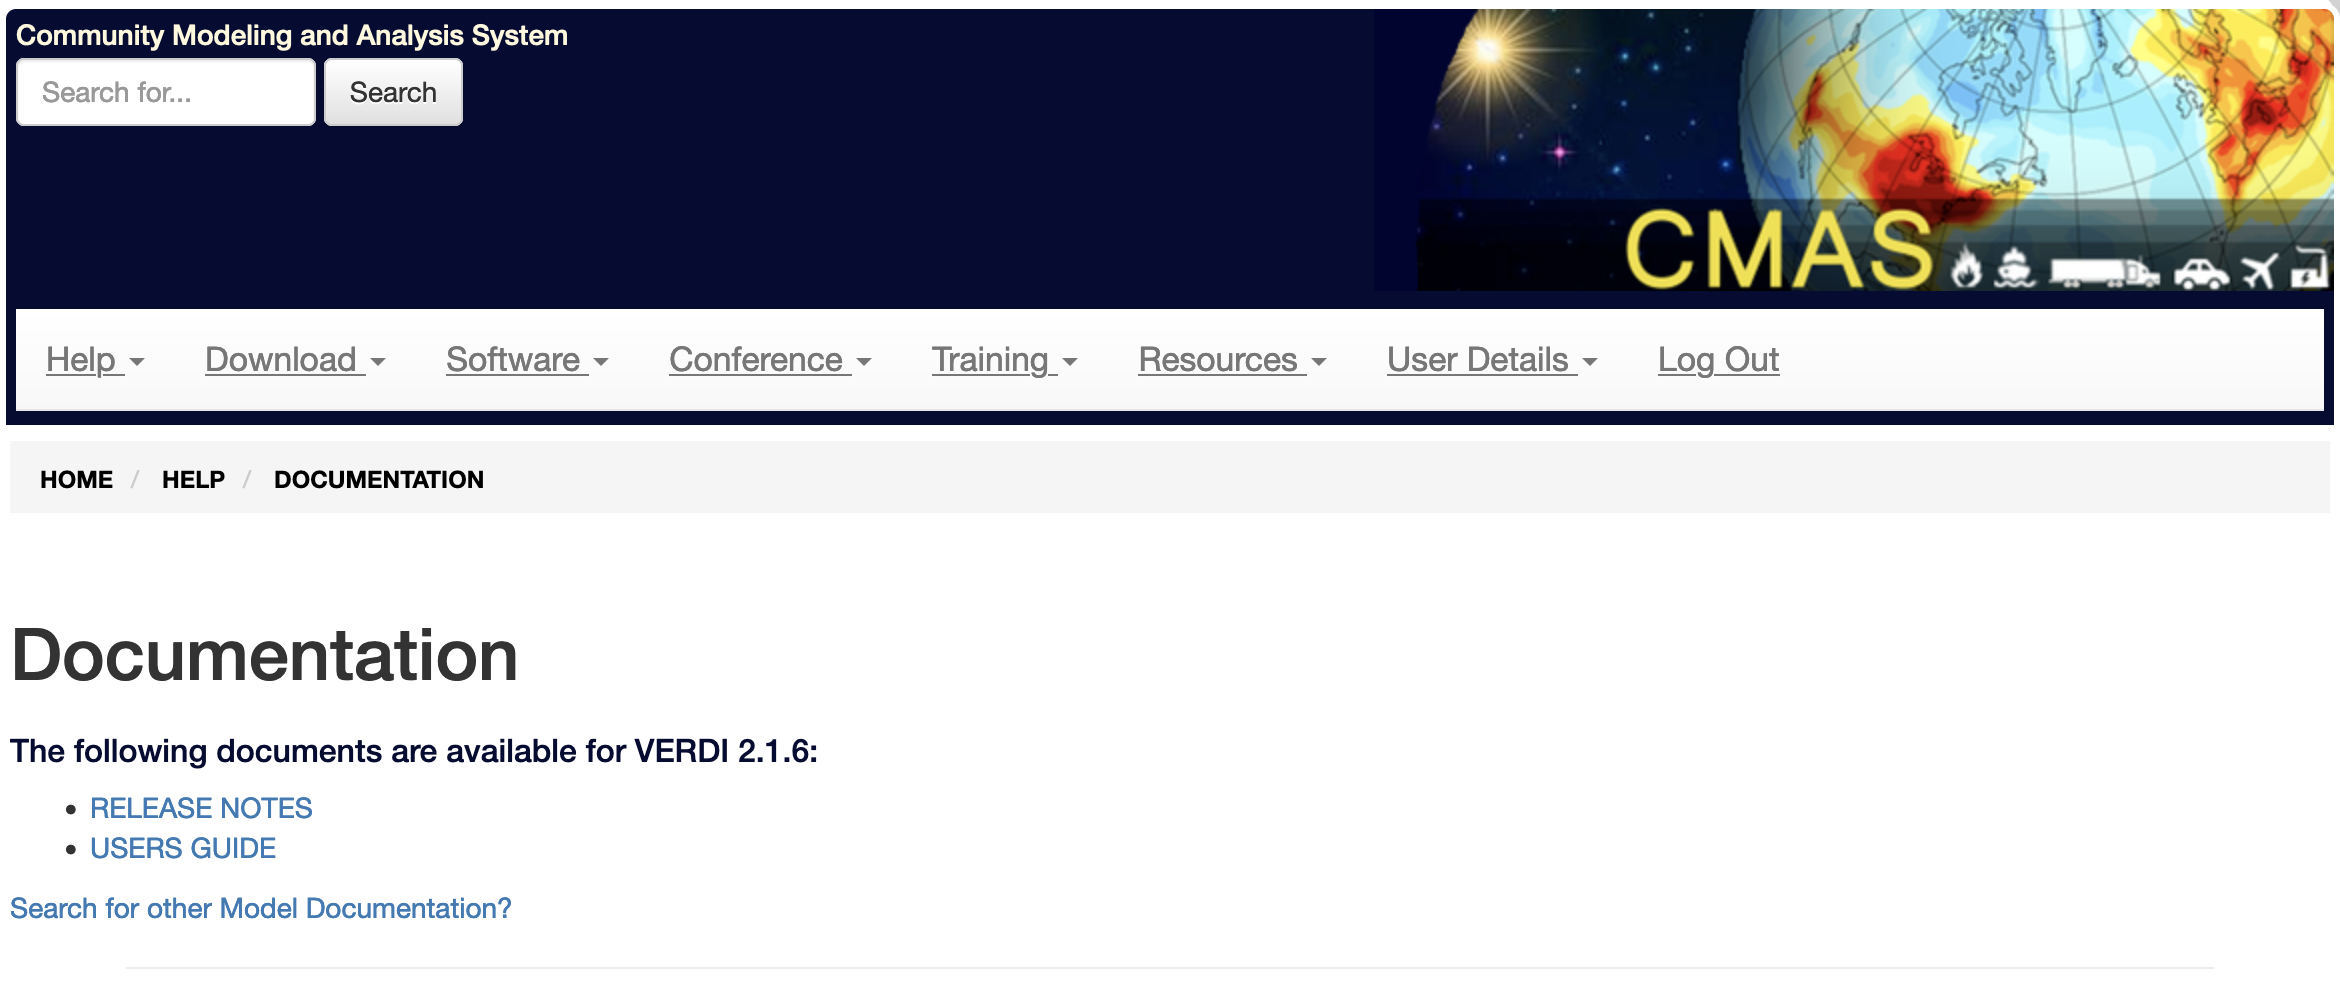 Community Modeling and Analysis System
Search for...
Search
CMAS
Help
Download
Software
Conference
Training
Resources
User Details
Log Out
HOME / HELP / DOCUMENTATION
Documentation
The following documents are available for VERDI 2.1.6:
RELEASE NOTES
USERS GUIDE
Search for other Model Documentation?